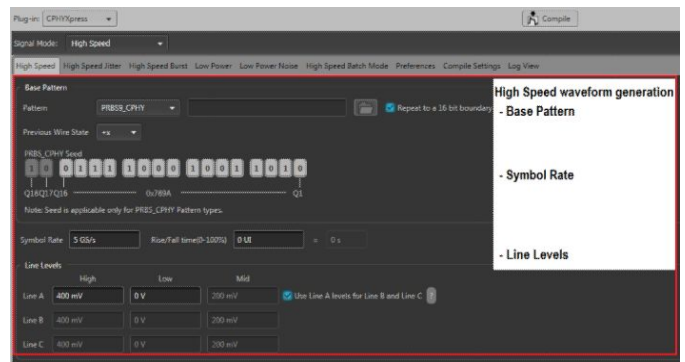 Plug-in: CPHYXpress Compile
Signal Mode: High Speed
High Speed High Speed Jitter High Speed Burst Low Power Low Power Noise High Speed Batch Mode Preferences Compile Settings Log View
High Speed waveform generation
Base Pattern
- Base Pattern
Pattern PRBS9_CPHY Repeat to a 16 bit boundary
Previous Wire State +x
PRBS_CPHY Seed
1 0 0 1 1 1 1 0 0 0 1 0 0 1 1 0 1 0
- Symbol Rate
Q18Q17Q16 0x789A Q1
Note: Seed is applicable only for PRBS_CPHY Pattern types.
Symbol Rate 5 GS/s Rise/Fall time(0-100%) 0 UI = 0 s
- Line Levels
Line Levels
High Low Mid
Line A 400 mV 0 V 200 mV Use Line A levels for Line B and Line C ?
Line B 400 mV 0 V 200 mV
Line C 400 mV 0 V 200 mV